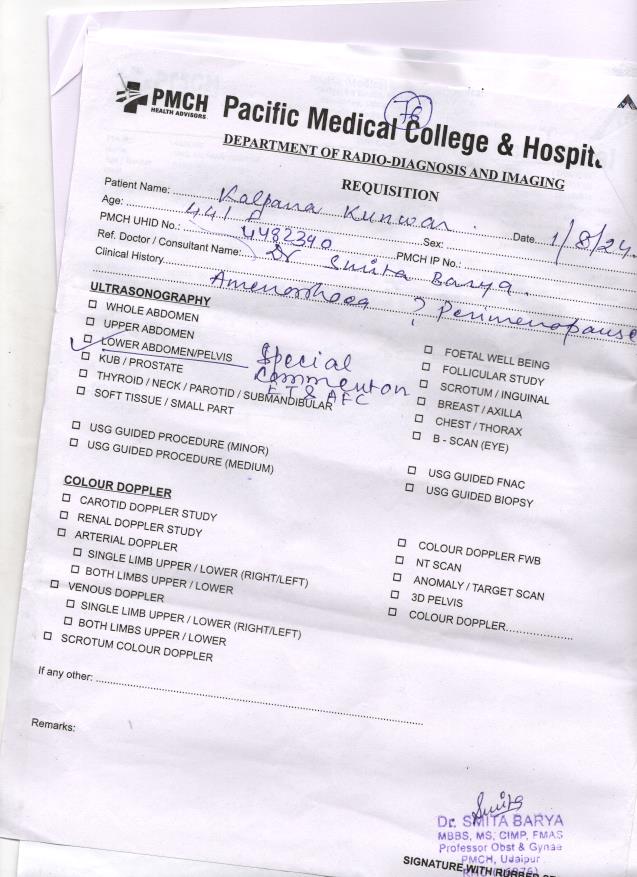 76
PMCH
HEALTH ADVISORS
Pacific Medical College & Hospit
DEPARTMENT OF RADIO-DIAGNOSIS AND IMAGING
REQUISITION
Patient Name: Kalpana Kunwar
Age: 44/ F Sex: Date 1/8/24
PMCH UHID No.: 4482390 PMCH IP No.:
Ref. Doctor / Consultant Name: Dr Smita Barya.
Clinical History Amenorrhoea ? Perimenopause
ULTRASONOGRAPHY
☐ WHOLE ABDOMEN
☐ UPPER ABDOMEN
☐ LOWER ABDOMEN/PELVIS ✓
Special Comment on ET & AFC
☐ KUB / PROSTATE
☐ THYROID / NECK / PAROTID / SUBMANDIBULAR
☐ SOFT TISSUE / SMALL PART
☐ USG GUIDED PROCEDURE (MINOR)
☐ USG GUIDED PROCEDURE (MEDIUM)
☐ FOETAL WELL BEING
☐ FOLLICULAR STUDY
☐ SCROTUM / INGUINAL
☐ BREAST / AXILLA
☐ CHEST / THORAX
☐ B - SCAN (EYE)
☐ USG GUIDED FNAC
☐ USG GUIDED BIOPSY
COLOUR DOPPLER
☐ CAROTID DOPPLER STUDY
☐ RENAL DOPPLER STUDY
☐ ARTERIAL DOPPLER
☐ SINGLE LIMB UPPER / LOWER (RIGHT/LEFT)
☐ BOTH LIMBS UPPER / LOWER
☐ VENOUS DOPPLER
☐ SINGLE LIMB UPPER / LOWER (RIGHT/LEFT)
☐ BOTH LIMBS UPPER / LOWER
☐ SCROTUM COLOUR DOPPLER
☐ COLOUR DOPPLER FWB
☐ NT SCAN
☐ ANOMALY / TARGET SCAN
☐ 3D PELVIS
☐ COLOUR DOPPLER
If any other:
Remarks:
Smita
Dr. SMITA BARYA
MBBS, MS, CIMP, FMAS
Professor Obst & Gynae
PMCH, Udaipur
SIGNATURE WITH RUBBER